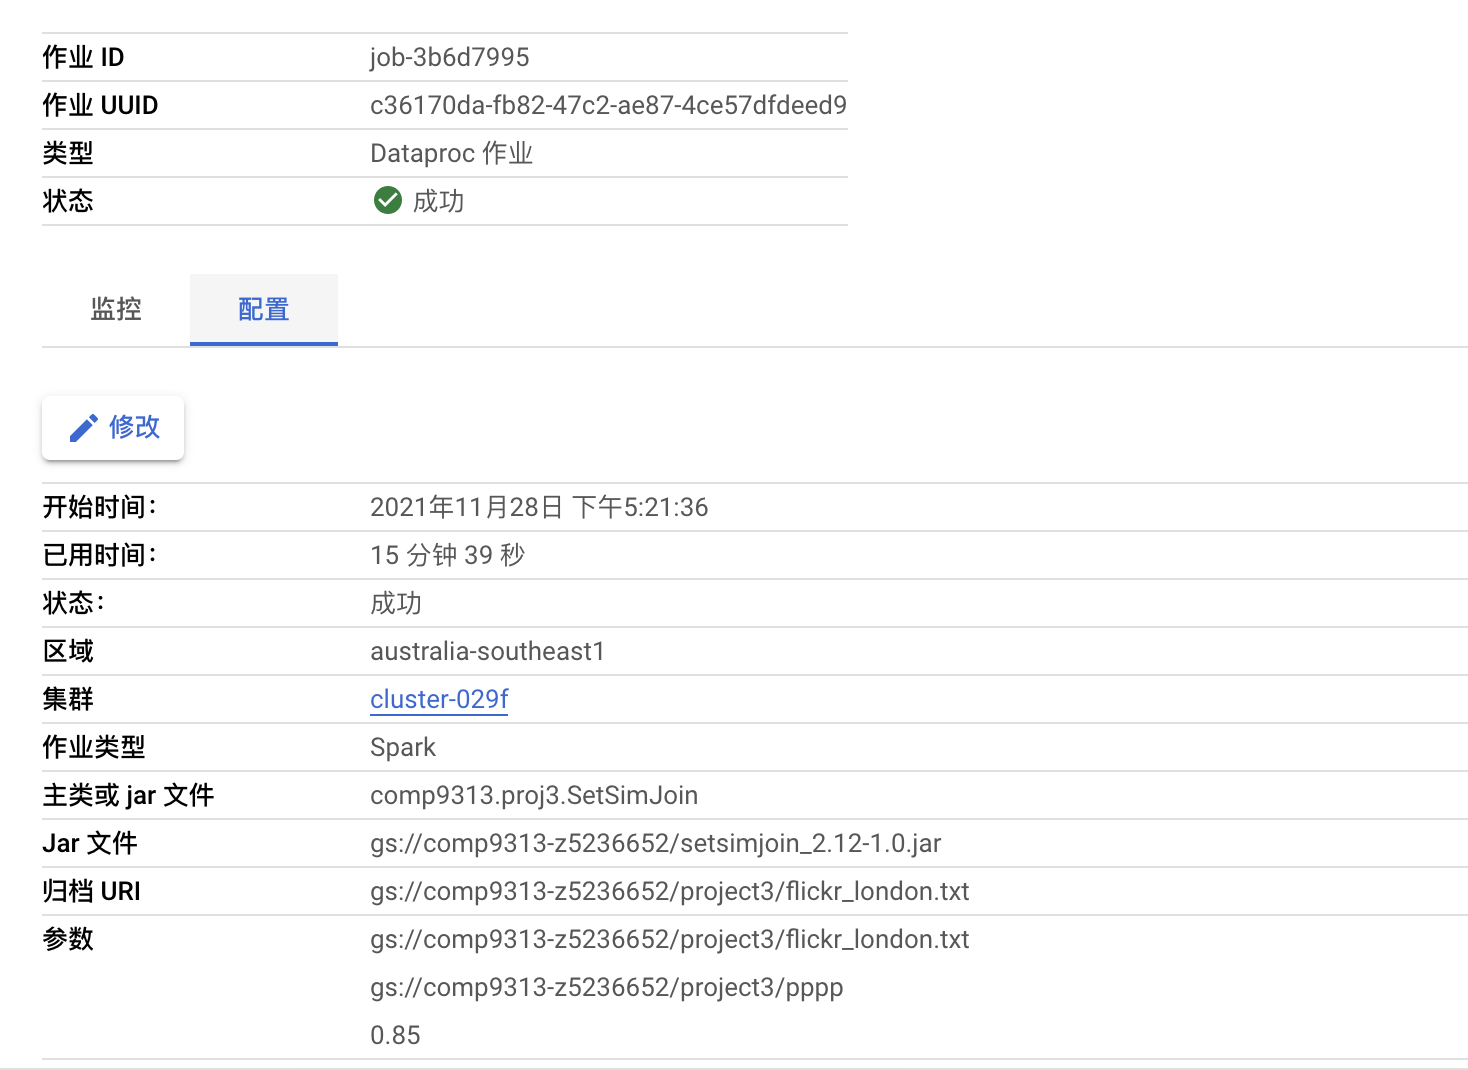 作业 ID job-3b6d7995
作业 UUID c36170da-fb82-47c2-ae87-4ce57dfdeed9
类型 Dataproc 作业
状态 成功
监控 配置
修改
开始时间： 2021年11月28日 下午5:21:36
已用时间： 15 分钟 39 秒
状态： 成功
区域 australia-southeast1
集群 cluster-029f
作业类型 Spark
主类或 jar 文件 comp9313.proj3.SetSimJoin
Jar 文件 gs://comp9313-z5236652/setsimjoin_2.12-1.0.jar
归档 URI gs://comp9313-z5236652/project3/flickr_london.txt
参数 gs://comp9313-z5236652/project3/flickr_london.txt
gs://comp9313-z5236652/project3/pppp
0.85